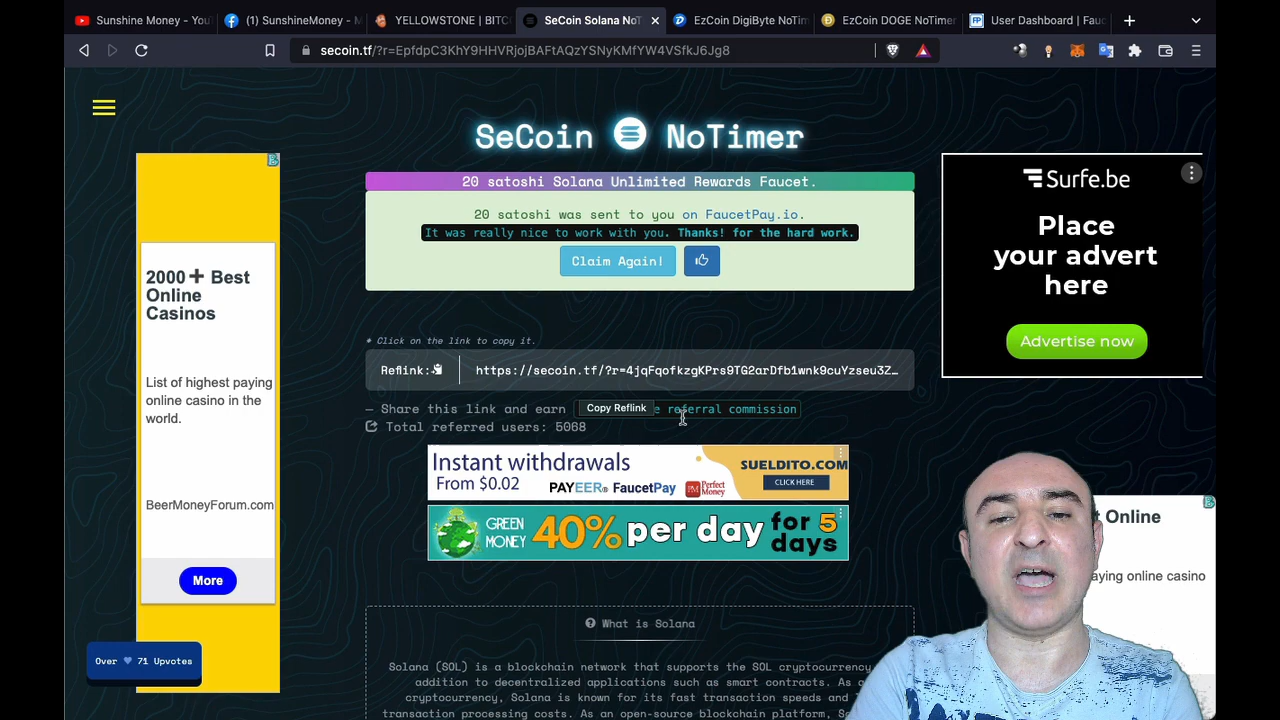 Sunshine Money - You
(1) SunshineMoney - M
YELLOWSTONE | BITCO
SeCoin Solana NoT
EzCoin DigiByte NoTim
EzCoin DOGE NoTimer
User Dashboard | Fauc
secoin.tf/?r=EpfdpC3KhY9HHVRjojBAFtAQzYSNyKMfYW4VSfkJ6Jg8
SeCoin NoTimer
20 satoshi Solana Unlimited Rewards Faucet.
20 satoshi was sent to you on FaucetPay.io.
It was really nice to work with you. Thanks! for the hard work.
Claim Again!
2000+ Best
Online
Casinos
List of highest paying
online casino in the
world.
BeerMoneyForum.com
More
Over 71 Upvotes
• Click on the link to copy it.
Reflink: https://secoin.tf/?r=4jqFqofkzgKPrs9TG2arDfb1wnk9cuYzseu3Z…
— Share this link and earn
Copy Reflink
e referral commission
Total referred users: 5068
Instant withdrawals
From $0.02
PAYEER FaucetPay PM Perfect Money
SUELDITO.COM
CLICK HERE
GREEN
MONEY
40% per day for 5
days
What is Solana
Solana (SOL) is a blockchain network that supports the SOL cryptocurrency
addition to decentralized applications such as smart contracts. As a
cryptocurrency, Solana is known for its fast transaction speeds and
transaction processing costs. As an open-source blockchain platform, S
Surfe.be
Place
your advert
here
Advertise now
t Online
aying online casino